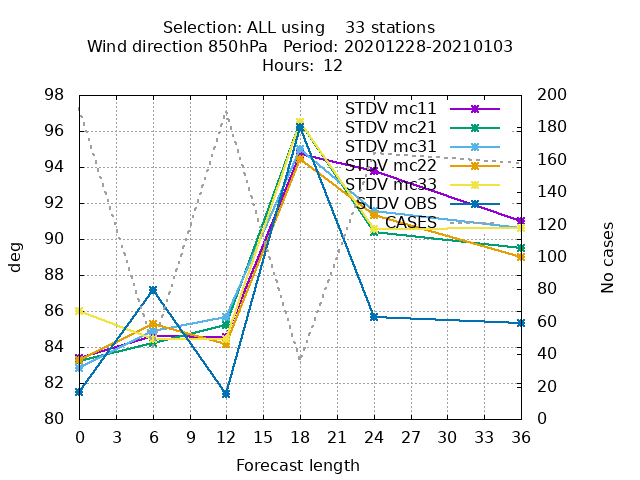 Selection: ALL using 33 stations
Wind direction 850hPa Period: 20201228-20210103
Hours: 12
98
96
94
92
90
88
86
84
82
80
200
180
160
140
120
100
80
60
40
20
0
STDV mc11
STDV mc21
STDV mc31
STDV mc22
STDV mc33
STDV OBS
CASES
deg
No cases
0 3 6 9 12 15 18 21 24 27 30 33 36
Forecast length